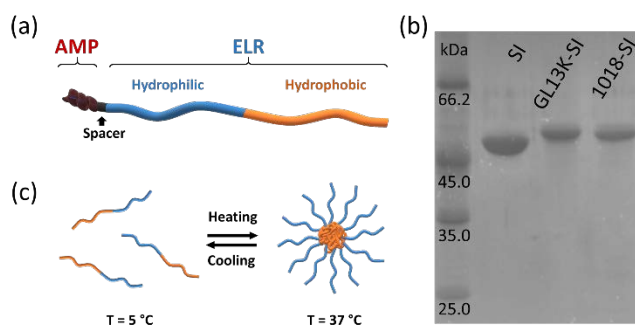 (a)
AMP
ELR
Hydrophilic
Hydrophobic
Spacer
(b)
kDa
SI
GL13K-SI
1018-SI
66.2
45.0
35.0
25.0
(c)
Heating
Cooling
T = 5 °C
T = 37 °C